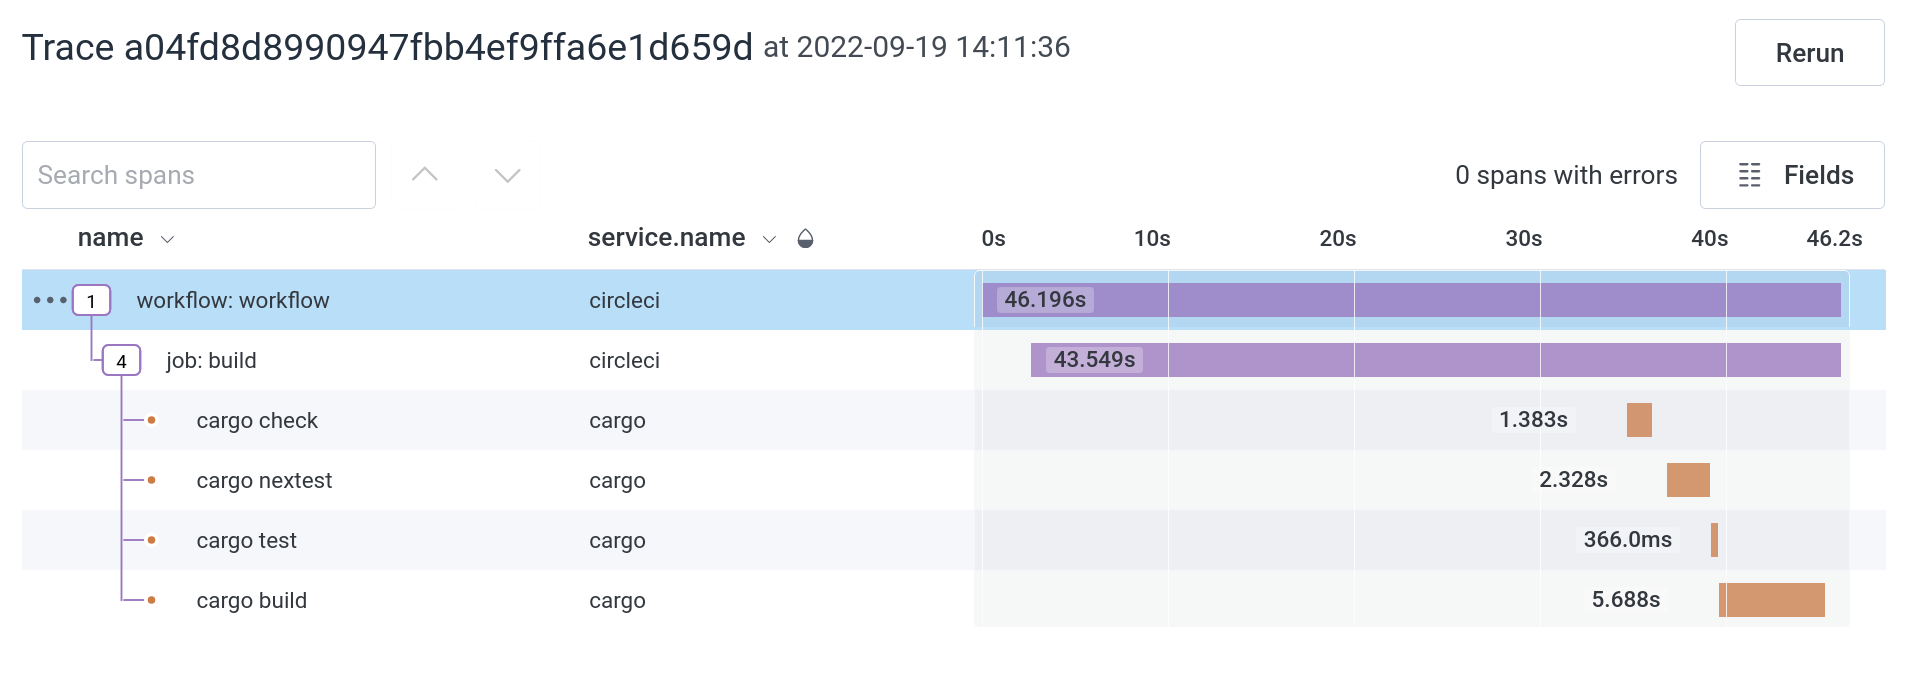 Trace a04fd8d8990947fbb4ef9ffa6e1d659d at 2022-09-19 14:11:36
Rerun
Search spans
0 spans with errors
Fields
name service.name 0s 10s 20s 30s 40s 46.2s
1 workflow: workflow circleci 46.196s
4 job: build circleci 43.549s
cargo check cargo 1.383s
cargo nextest cargo 2.328s
cargo test cargo 366.0ms
cargo build cargo 5.688s